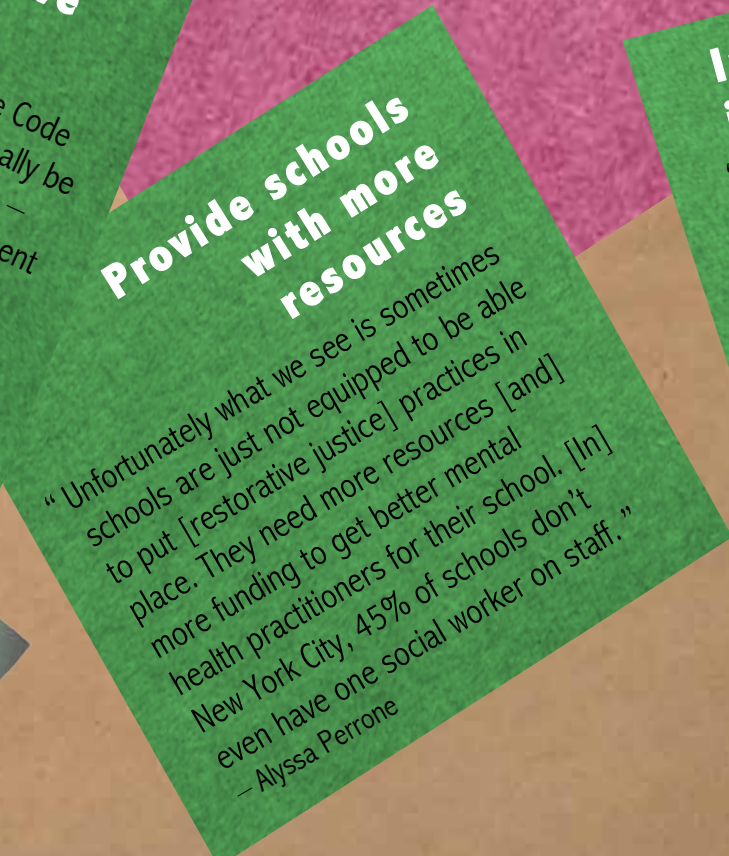 ve
e Code
ally be
–
ent
Provide schools
with more
resources
“ Unfortunately what we see is sometimes
schools are just not equipped to be able
to put [restorative justice] practices in
place. They need more resources [and]
more funding to get better mental
health practitioners for their school. [In]
New York City, 45% of schools don’t
even have one social worker on staff.”
– Alyssa Perrone